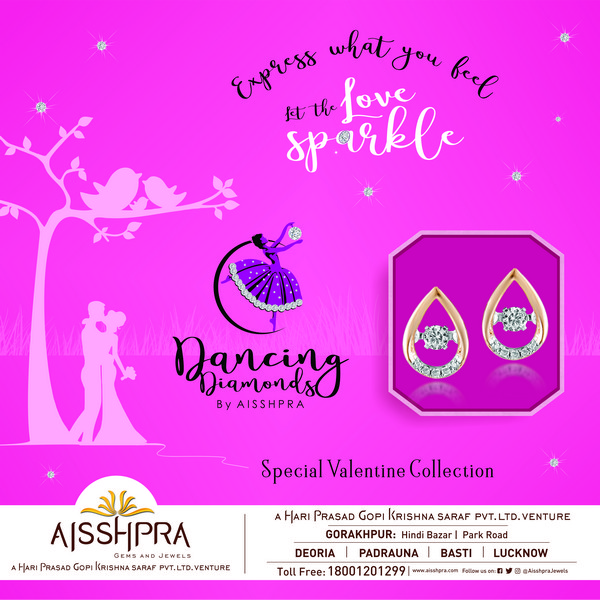 Express what you feel
let the Love
sparkle
Dancing
Diamonds
By AISSHPRA
Special Valentine Collection
AISSHPRA
GEMS AND JEWELS
A HARI PRASAD GOPI KRISHNA SARAF PVT.LTD.VENTURE
A HARI PRASAD GOPI KRISHNA SARAF PVT.LTD.VENTURE
GORAKHPUR: Hindi Bazar | Park Road
DEORIA | PADRAUNA | BASTI | LUCKNOW
Toll Free: 18001201299 | www.aisshpra.com Follow us on: @AisshpraJewels